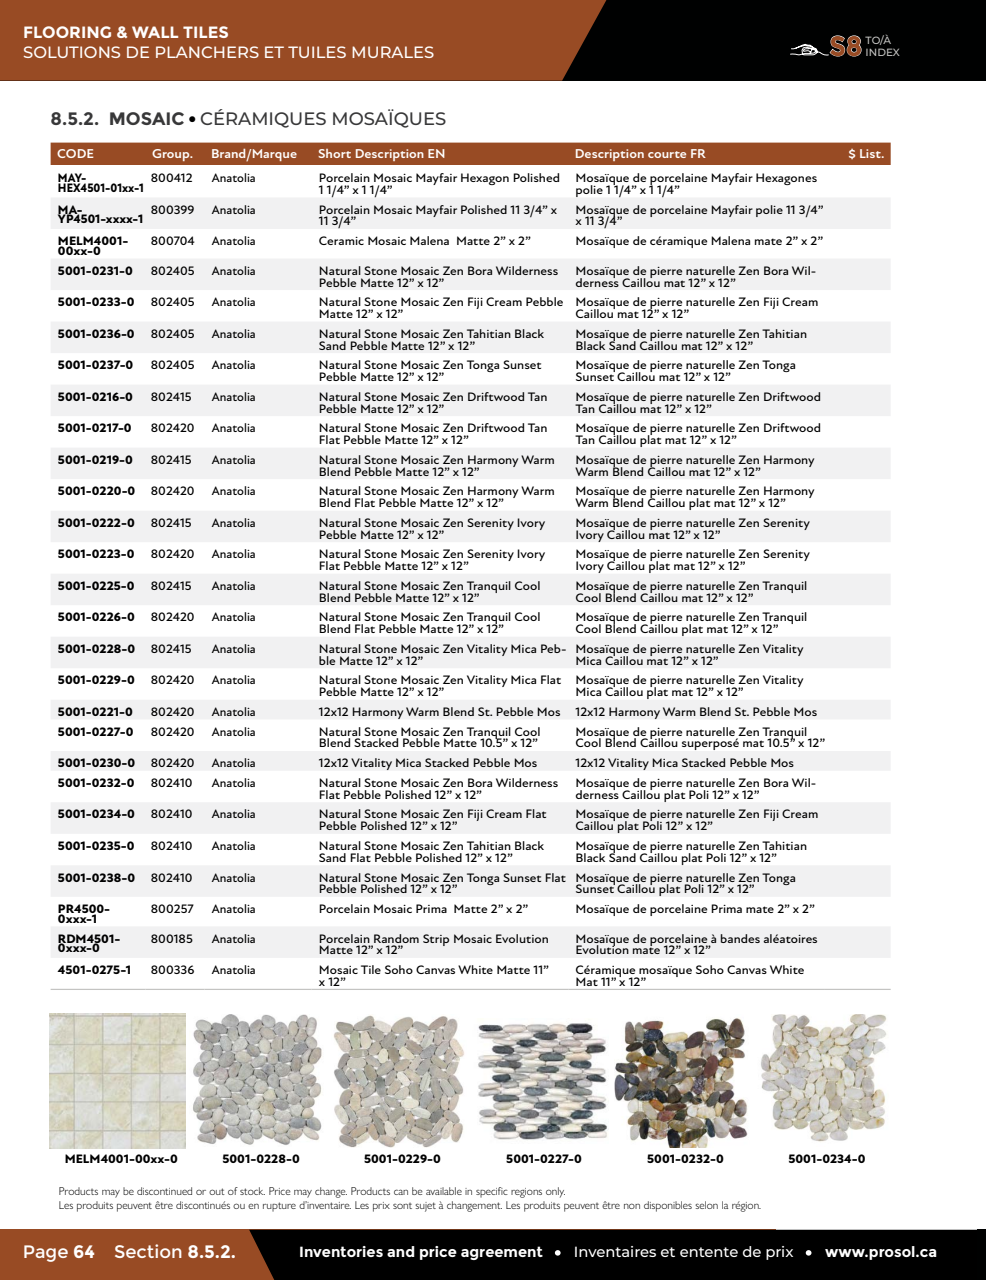 FLOORING & WALL TILES
SOLUTIONS DE PLANCHERS ET TUILES MURALES
S8 TO/À
INDEX
8.5.2. MOSAIC • CÉRAMIQUES MOSAÏQUES
CODE Group. Brand/Marque Short Description EN Description courte FR $ List.
MAY- 800412 Anatolia Porcelain Mosaic Mayfair Hexagon Polished Mosaïque de porcelaine Mayfair Hexagones
HEX4501-01xx-1 1 1/4” x 1 1/4” polie 1 1/4” x 1 1/4”
MA- 800399 Anatolia Porcelain Mosaic Mayfair Polished 11 3/4” x Mosaïque de porcelaine Mayfair polie 11 3/4”
YP4501-xxxx-1 11 3/4” x 11 3/4”
MELM4001- 800704 Anatolia Ceramic Mosaic Malena Matte 2” x 2” Mosaïque de céramique Malena mate 2” x 2”
00xx-0
5001-0231-0 802405 Anatolia Natural Stone Mosaic Zen Bora Wilderness Mosaïque de pierre naturelle Zen Bora Wil-
Pebble Matte 12” x 12” derness Caillou mat 12” x 12”
5001-0233-0 802405 Anatolia Natural Stone Mosaic Zen Fiji Cream Pebble Mosaïque de pierre naturelle Zen Fiji Cream
Matte 12” x 12” Caillou mat 12” x 12”
5001-0236-0 802405 Anatolia Natural Stone Mosaic Zen Tahitian Black Mosaïque de pierre naturelle Zen Tahitian
Sand Pebble Matte 12” x 12” Black Sand Caillou mat 12” x 12”
5001-0237-0 802405 Anatolia Natural Stone Mosaic Zen Tonga Sunset Mosaïque de pierre naturelle Zen Tonga
Pebble Matte 12” x 12” Sunset Caillou mat 12” x 12”
5001-0216-0 802415 Anatolia Natural Stone Mosaic Zen Driftwood Tan Mosaïque de pierre naturelle Zen Driftwood
Pebble Matte 12” x 12” Tan Caillou mat 12” x 12”
5001-0217-0 802420 Anatolia Natural Stone Mosaic Zen Driftwood Tan Mosaïque de pierre naturelle Zen Driftwood
Flat Pebble Matte 12” x 12” Tan Caillou plat mat 12” x 12”
5001-0219-0 802415 Anatolia Natural Stone Mosaic Zen Harmony Warm Mosaïque de pierre naturelle Zen Harmony
Blend Pebble Matte 12” x 12” Warm Blend Caillou mat 12” x 12”
5001-0220-0 802420 Anatolia Natural Stone Mosaic Zen Harmony Warm Mosaïque de pierre naturelle Zen Harmony
Blend Flat Pebble Matte 12” x 12” Warm Blend Caillou plat mat 12” x 12”
5001-0222-0 802415 Anatolia Natural Stone Mosaic Zen Serenity Ivory Mosaïque de pierre naturelle Zen Serenity
Pebble Matte 12” x 12” Ivory Caillou mat 12” x 12”
5001-0223-0 802420 Anatolia Natural Stone Mosaic Zen Serenity Ivory Mosaïque de pierre naturelle Zen Serenity
Flat Pebble Matte 12” x 12” Ivory Caillou plat mat 12” x 12”
5001-0225-0 802415 Anatolia Natural Stone Mosaic Zen Tranquil Cool Mosaïque de pierre naturelle Zen Tranquil
Blend Pebble Matte 12” x 12” Cool Blend Caillou mat 12” x 12”
5001-0226-0 802420 Anatolia Natural Stone Mosaic Zen Tranquil Cool Mosaïque de pierre naturelle Zen Tranquil
Blend Flat Pebble Matte 12” x 12” Cool Blend Caillou plat mat 12” x 12”
5001-0228-0 802415 Anatolia Natural Stone Mosaic Zen Vitality Mica Peb- Mosaïque de pierre naturelle Zen Vitality
ble Matte 12” x 12” Mica Caillou mat 12” x 12”
5001-0229-0 802420 Anatolia Natural Stone Mosaic Zen Vitality Mica Flat Mosaïque de pierre naturelle Zen Vitality
Pebble Matte 12” x 12” Mica Caillou plat mat 12” x 12”
5001-0221-0 802420 Anatolia 12x12 Harmony Warm Blend St. Pebble Mos 12x12 Harmony Warm Blend St. Pebble Mos
5001-0227-0 802420 Anatolia Natural Stone Mosaic Zen Tranquil Cool Mosaïque de pierre naturelle Zen Tranquil
Blend Stacked Pebble Matte 10.5” x 12” Cool Blend Caillou superposé mat 10.5” x 12”
5001-0230-0 802420 Anatolia 12x12 Vitality Mica Stacked Pebble Mos 12x12 Vitality Mica Stacked Pebble Mos
5001-0232-0 802410 Anatolia Natural Stone Mosaic Zen Bora Wilderness Mosaïque de pierre naturelle Zen Bora Wil-
Flat Pebble Polished 12” x 12” derness Caillou plat Poli 12” x 12”
5001-0234-0 802410 Anatolia Natural Stone Mosaic Zen Fiji Cream Flat Mosaïque de pierre naturelle Zen Fiji Cream
Pebble Polished 12” x 12” Caillou plat Poli 12” x 12”
5001-0235-0 802410 Anatolia Natural Stone Mosaic Zen Tahitian Black Mosaïque de pierre naturelle Zen Tahitian
Sand Flat Pebble Polished 12” x 12” Black Sand Caillou plat Poli 12” x 12”
5001-0238-0 802410 Anatolia Natural Stone Mosaic Zen Tonga Sunset Flat Mosaïque de pierre naturelle Zen Tonga
Pebble Polished 12” x 12” Sunset Caillou plat Poli 12” x 12”
PR4500- 800257 Anatolia Porcelain Mosaic Prima Matte 2” x 2” Mosaïque de porcelaine Prima mate 2” x 2”
0xxx-1
RDM4501- 800185 Anatolia Porcelain Random Strip Mosaic Evolution Mosaïque de porcelaine à bandes aléatoires
0xxx-0 Matte 12” x 12” Evolution mate 12” x 12”
4501-0275-1 800336 Anatolia Mosaic Tile Soho Canvas White Matte 11” Céramique mosaïque Soho Canvas White
x 12” Mat 11” x 12”
MELM4001-00xx-0 5001-0228-0 5001-0229-0 5001-0227-0 5001-0232-0 5001-0234-0
Products may be discontinued or out of stock. Price may change. Products can be available in specific regions only.
Les produits peuvent être discontinués ou en rupture d’inventaire. Les prix sont sujet à changement. Les produits peuvent être non disponibles selon la région.
Page 64 Section 8.5.2. Inventories and price agreement • Inventaires et entente de prix • www.prosol.ca